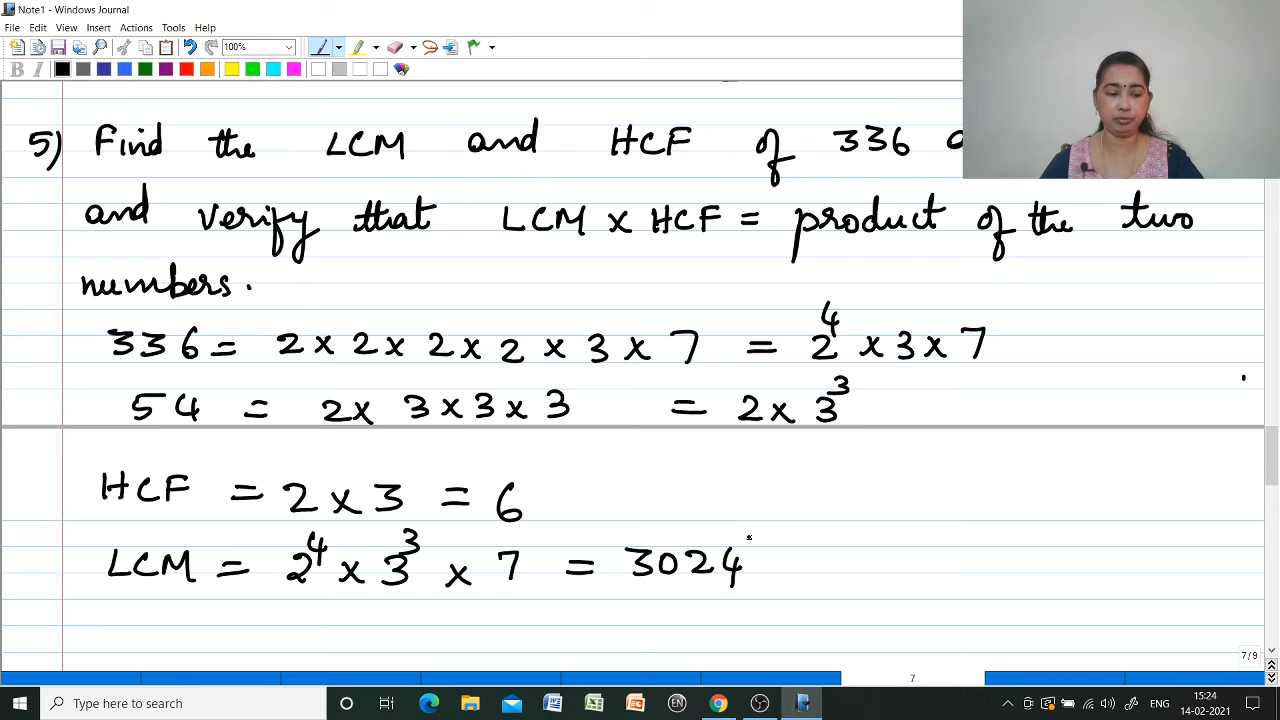 Note1 - Windows Journal
File Edit View Insert Actions Tools Help
100%
B I
5) Find the LCM and HCF of 336
and verify that LCM x HCF = product of the two
numbers.
336 = 2 x 2 x 2 x 2 x 3 x 7 = 2⁴ x 3 x 7
54 = 2 x 3 x 3 x 3 = 2 x 3³
HCF = 2 x 3 = 6
LCM = 2⁴ x 3³ x 7 = 3024
7/9
7
Type here to search
EN
ENG
15:24
14-02-2021